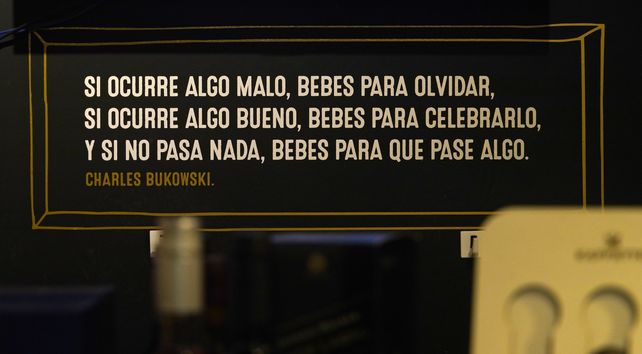 SI OCURRE ALGO MALO, BEBES PARA OLVIDAR,
SI OCURRE ALGO BUENO, BEBES PARA CELEBRARLO,
Y SI NO PASA NADA, BEBES PARA QUE PASE ALGO.
CHARLES BUKOWSKI.